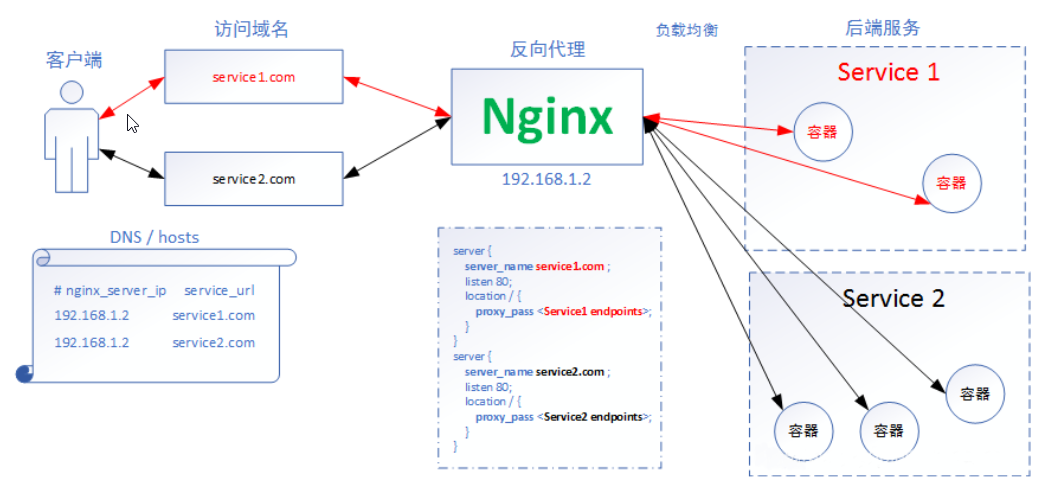 访问域名
负载均衡
后端服务
客户端
反向代理
service1.com
Service 1
Nginx
容器
service2.com
192.168.1.2
容器
DNS / hosts
# nginx_server_ip service_url
192.168.1.2 service1.com
192.168.1.2 service2.com
server {
server_name service1.com ;
listen 80;
location / {
proxy_pass <Service1 endpoints>;
}
}
server {
server_name service2.com ;
listen 80;
location / {
proxy_pass <Service2 endpoints>;
}
}
Service 2
容器
容器
容器